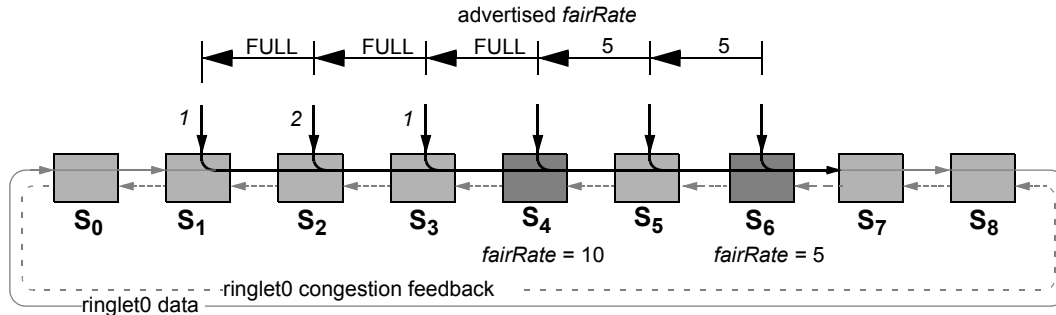 advertised fairRate
FULL FULL FULL 5 5
1 2 1
S0 S1 S2 S3 S4 S5 S6 S7 S8
fairRate = 10 fairRate = 5
ringlet0 congestion feedback
ringlet0 data